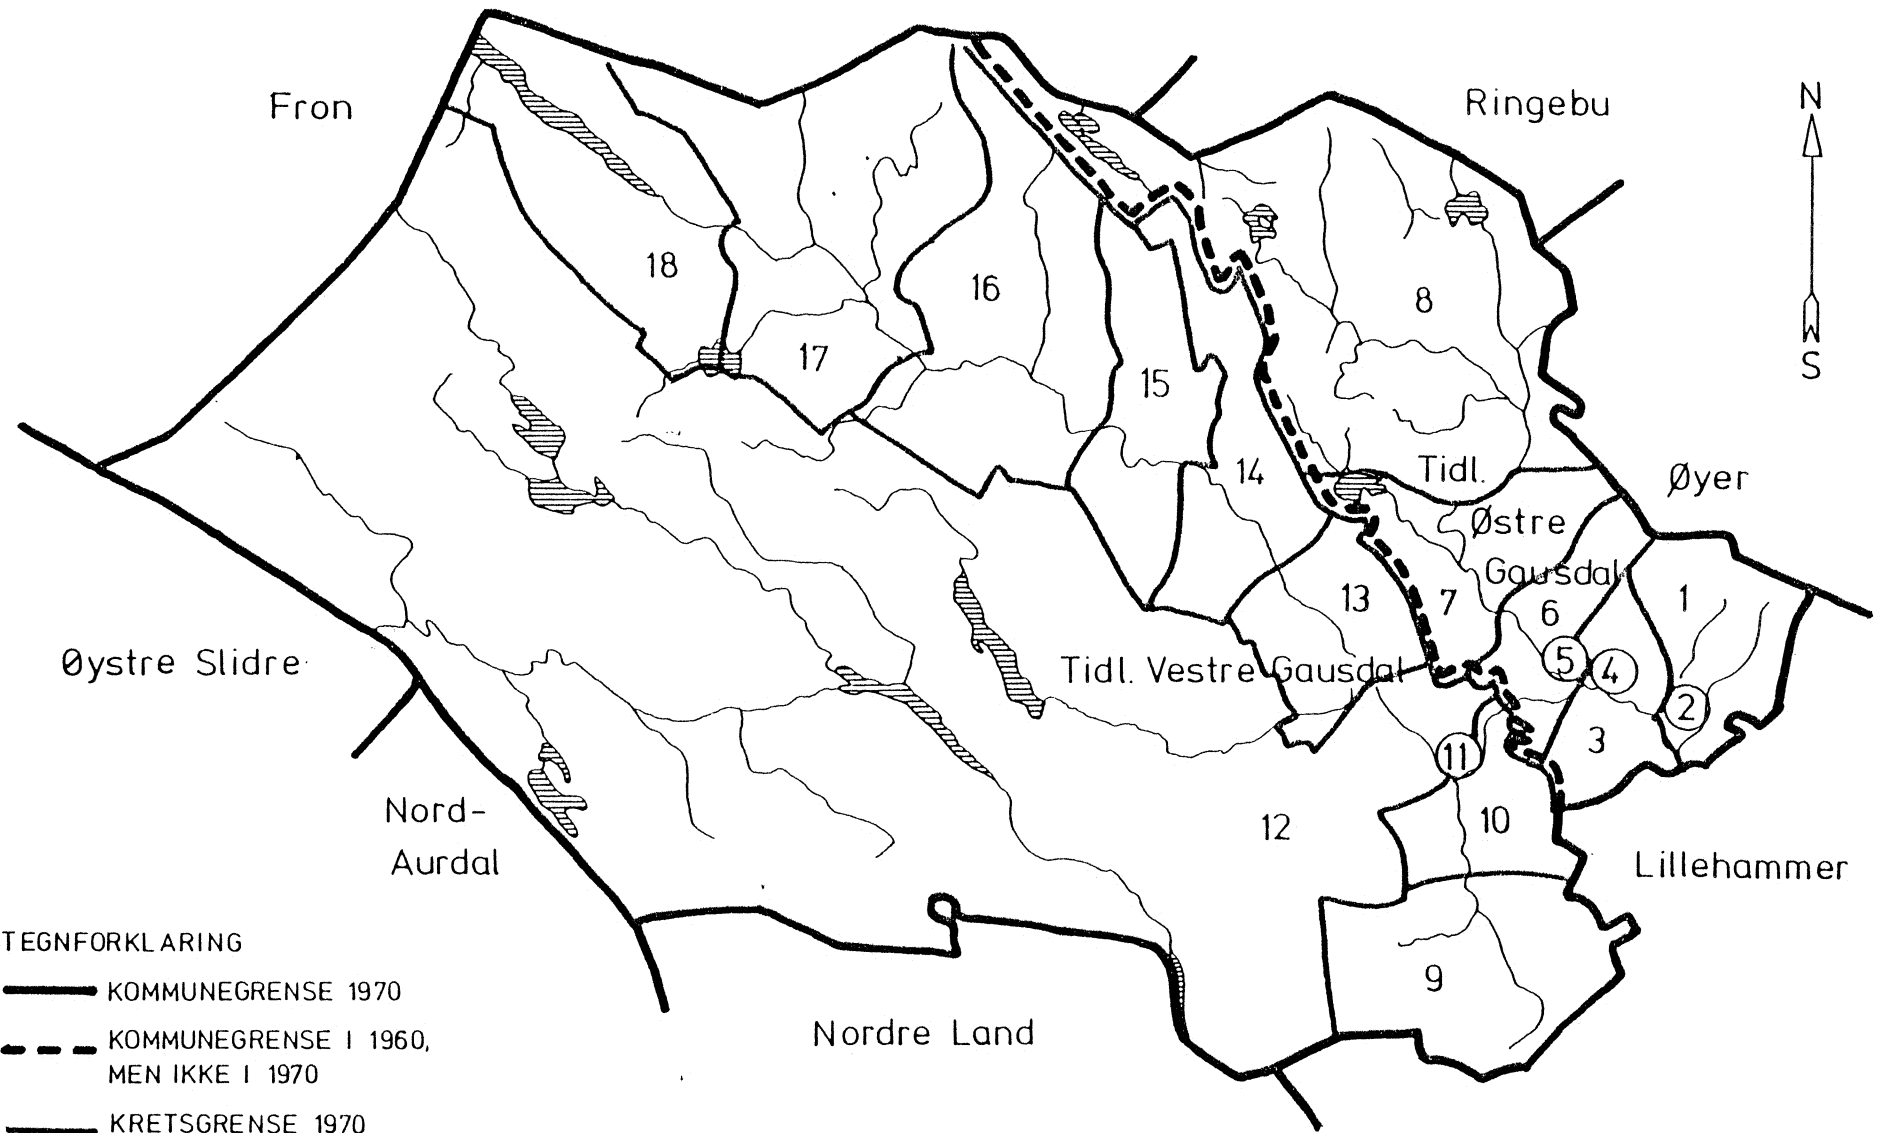 Fron
Ringebu
N
S
18
16
8
17
15
14
Tidl.
Østre
Gausdal
Øyer
13
7
6
1
5
4
2
Tidl. Vestre Gausdal
Øystre Slidre
3
11
10
12
Nord-
Aurdal
Lillehammer
9
Nordre Land
TEGNFORKLARING
KOMMUNEGRENSE 1970
KOMMUNEGRENSE I 1960,
MEN IKKE I 1970
KRETSGRENSE 1970